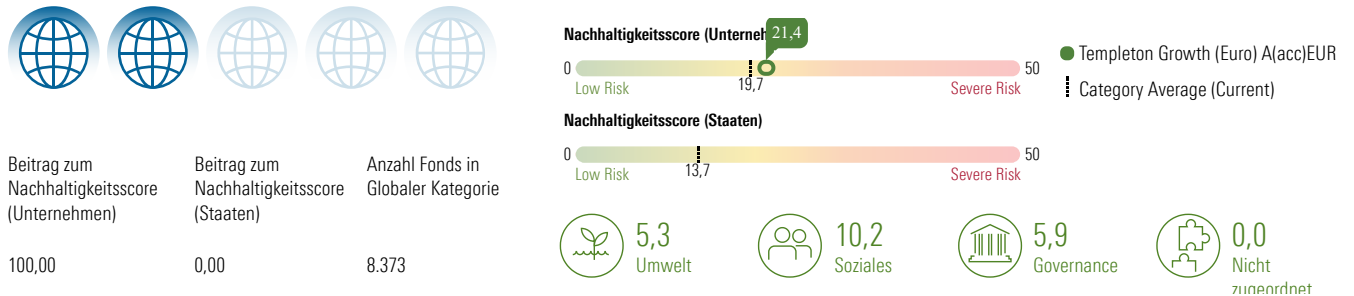 Beitrag zum
Nachhaltigkeitsscore
(Unternehmen)
100,00
Beitrag zum
Nachhaltigkeitsscore
(Staaten)
0,00
Anzahl Fonds in
Globaler Kategorie
8.373
Nachhaltigkeitsscore (Unterneh
21,4
0
50
Low Risk
19,7
Severe Risk
Nachhaltigkeitsscore (Staaten)
0
50
Low Risk
13,7
Severe Risk
Templeton Growth (Euro) A(acc)EUR
Category Average (Current)
5,3
Umwelt
10,2
Soziales
5,9
Governance
0,0
Nicht
zugeordnet